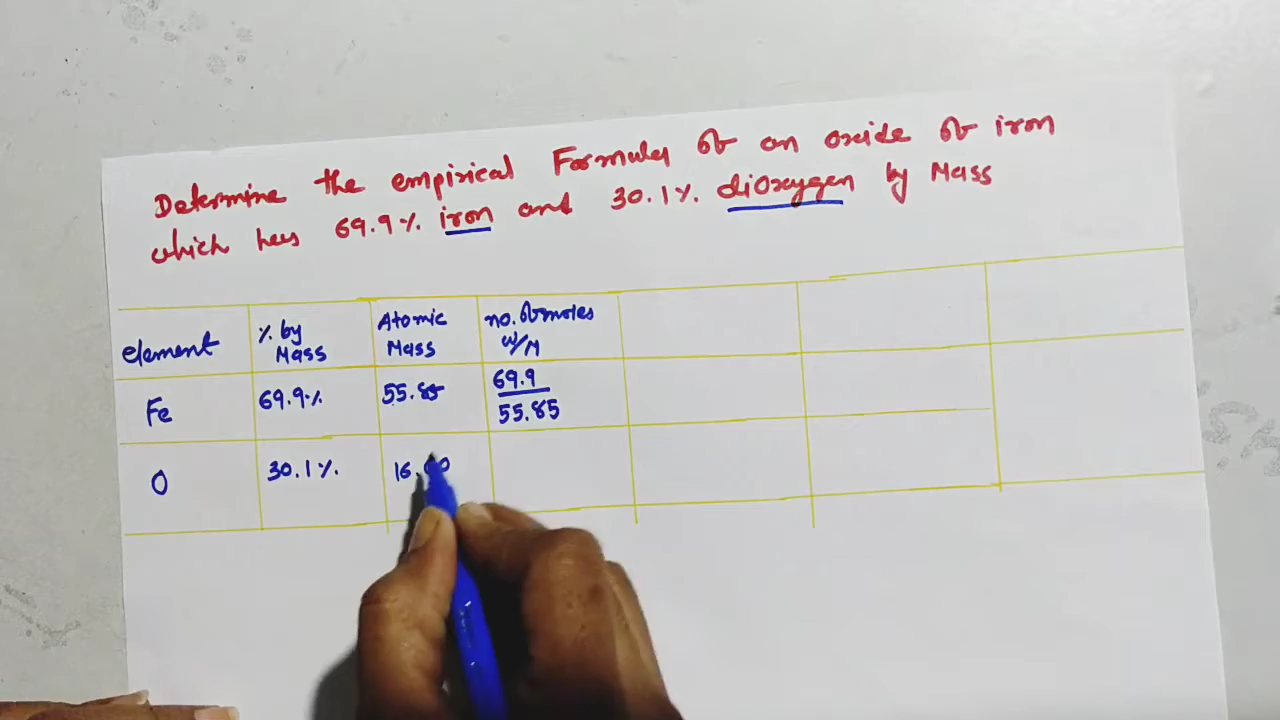 Determine the empirical Formula of an oxide of iron
which has 69.9% iron and 30.1% dioxygen by Mass
element
% by
Mass
Atomic
Mass
no. of moles
w/M
Fe
69.9%
55.85
69.9
55.85
O
30.1%
16.00